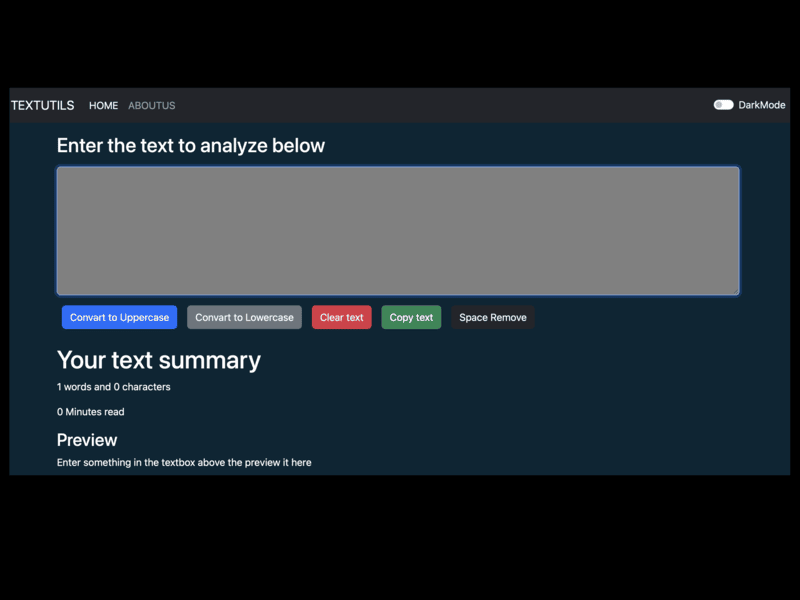 TEXTUTILS HOME ABOUTUS DarkMode
Enter the text to analyze below
Convart to Uppercase Convart to Lowercase Clear text Copy text Space Remove
Your text summary
1 words and 0 characters
0 Minutes read
Preview
Enter something in the textbox above the preview it here